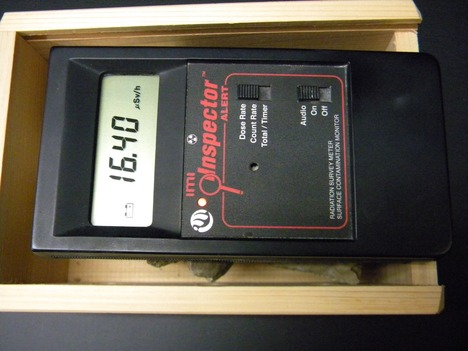 16.40 µSv/h
imi
Inspector™
ALERT
Dose Rate
Count Rate
Total / Timer
Audio
On
Off
RADIATION SURVEY METER
SURFACE CONTAMINATION MONITOR